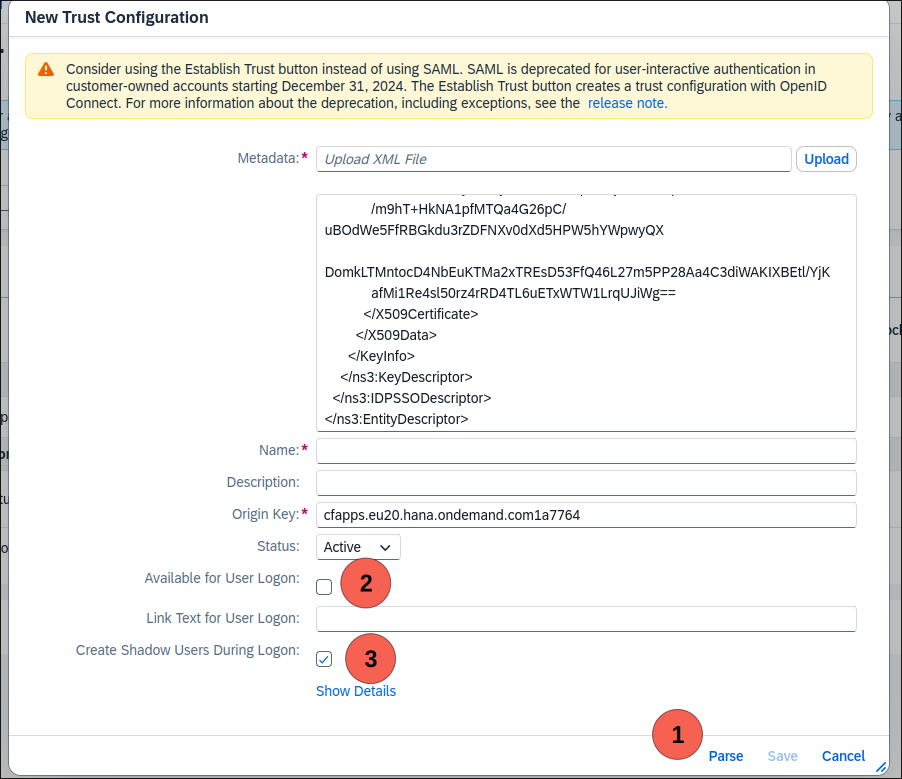 New Trust Configuration
Consider using the Establish Trust button instead of using SAML. SAML is deprecated for user-interactive authentication in
customer-owned accounts starting December 31, 2024. The Establish Trust button creates a trust configuration with OpenID
Connect. For more information about the deprecation, including exceptions, see the release note.
Metadata:* Upload XML File Upload
/m9hT+HkNA1pfMTQa4G26pC/
uBOdWe5FfRBGkdu3rZDFNXv0dXd5HPW5hYWpwyQX
DomkLTMntocD4NbEuKTMa2xTREsD53FfQ46L27m5PP28Aa4C3diWAKIXBEtl/YjK
afMi1Re4sl50rz4rRD4TL6uETxWTW1LrqUJiWg==
</X509Certificate>
</X509Data>
</KeyInfo>
</ns3:KeyDescriptor>
</ns3:IDPSSODescriptor>
</ns3:EntityDescriptor>
Name:*
Description:
Origin Key:* cfapps.eu20.hana.ondemand.com1a7764
Status: Active
Available for User Logon: 2
Link Text for User Logon:
Create Shadow Users During Logon: 3
Show Details
1 Parse Save Cancel